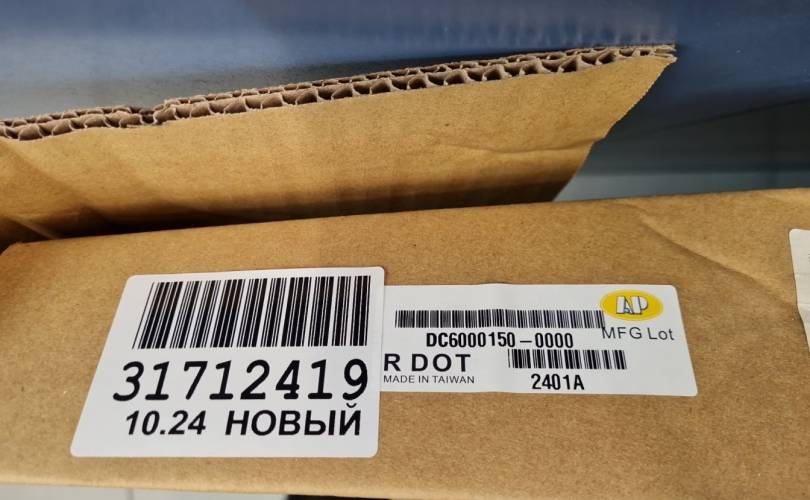 31712419
10.24 НОВЫЙ
AP
DC6000150-0000
MFG Lot
R DOT
MADE IN TAIWAN
2401A